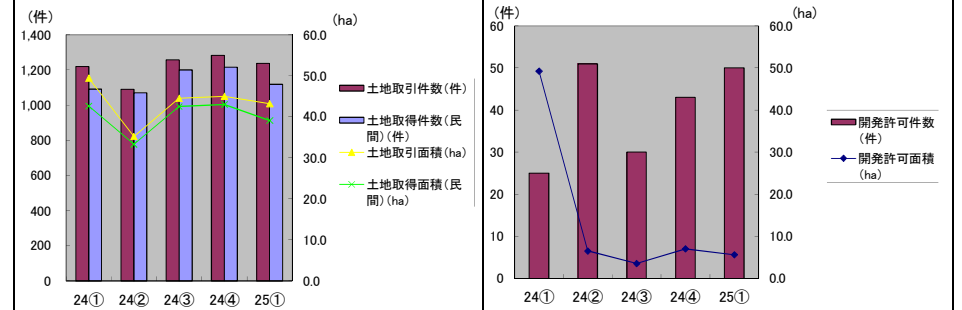 （件）
（ha）
1,400
1,200
1,000
800
600
400
200
0
60.0
50.0
40.0
30.0
20.0
10.0
0.0
24①
24②
24③
24④
25①
土地取引件数（件）
土地取得件数（民
間）（件）
土地取引面積（ha）
土地取得面積（民
間）（ha）
（件）
（ha）
60
50
40
30
20
10
0
60.0
50.0
40.0
30.0
20.0
10.0
0.0
24①
24②
24③
24④
25①
開発許可件数
（件）
開発許可面積
（ha）